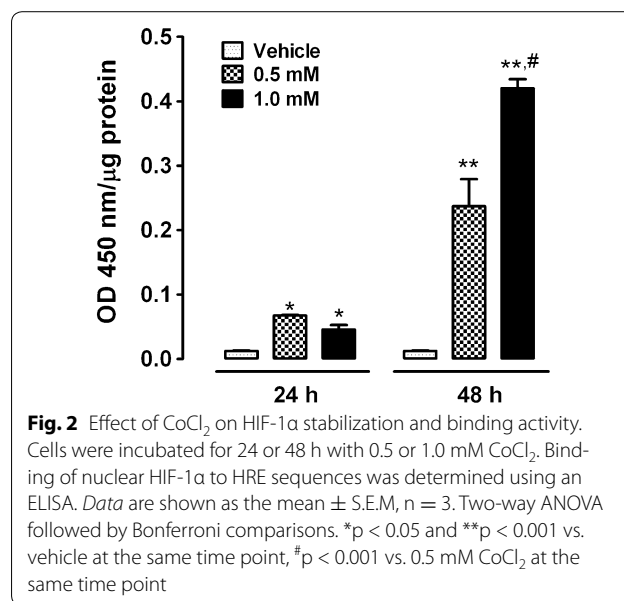 0.5
0.4
0.3
0.2
0.1
0.0
OD 450 nm/μg protein
Vehicle
0.5 mM
1.0 mM
*
*
**
**,#
24 h
48 h
Fig. 2 Effect of CoCl₂ on HIF-1α stabilization and binding activity.
Cells were incubated for 24 or 48 h with 0.5 or 1.0 mM CoCl₂. Bind-
ing of nuclear HIF-1α to HRE sequences was determined using an
ELISA. Data are shown as the mean ± S.E.M, n = 3. Two-way ANOVA
followed by Bonferroni comparisons. *p < 0.05 and **p < 0.001 vs.
vehicle at the same time point, #p < 0.001 vs. 0.5 mM CoCl₂ at the
same time point